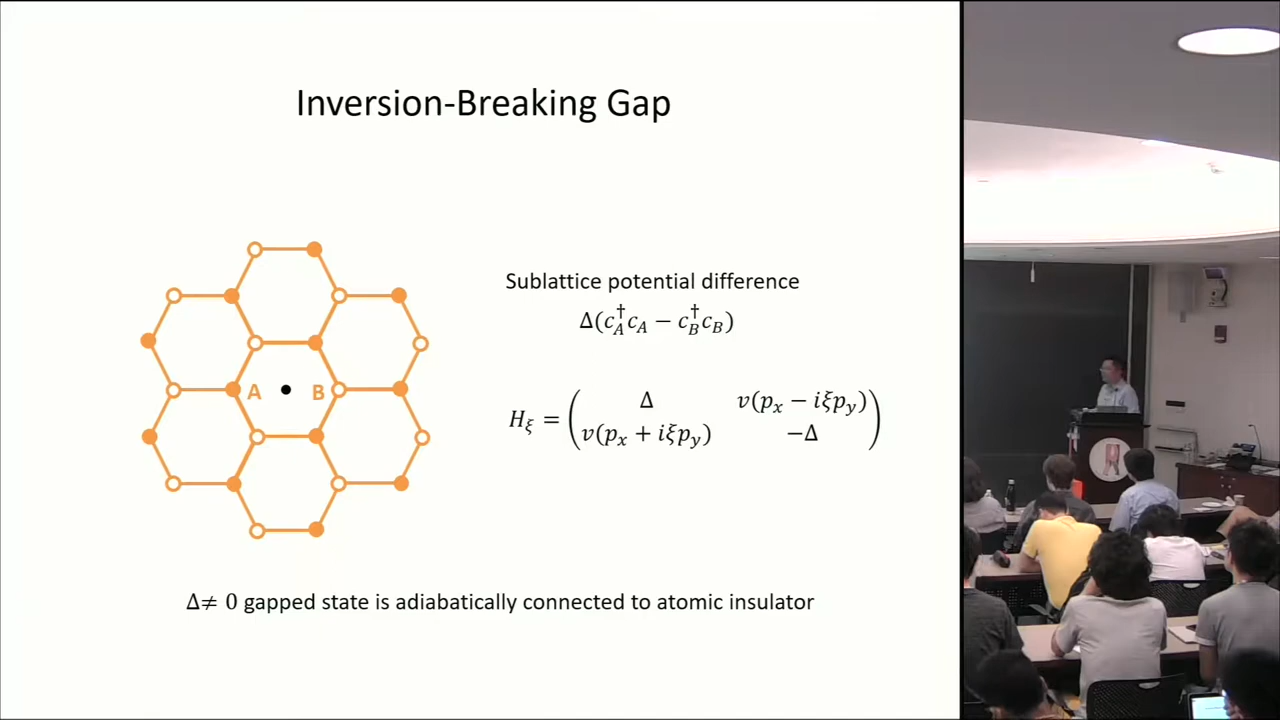 Inversion-Breaking Gap
Sublattice potential difference
Δ(c†_A c_A − c†_B c_B)
A B
H_ξ = ( Δ v(p_x − iξp_y)
v(p_x + iξp_y) −Δ )
Δ≠ 0 gapped state is adiabatically connected to atomic insulator